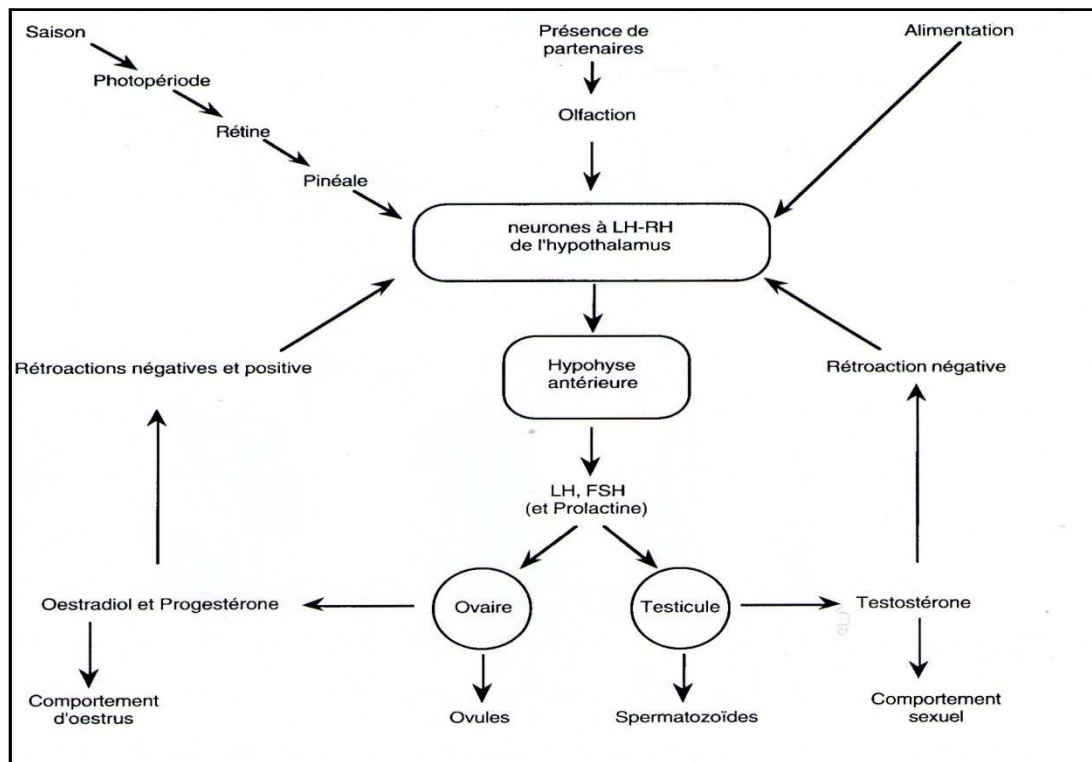 Saison
Présence de
partenaires
Alimentation
Photopériode
Olfaction
Rétine
Pinéale
neurones à LH-RH
de l'hypothalamus
Rétroactions négatives et positive
Hypohyse
antérieure
Rétroaction négative
LH, FSH
(et Prolactine)
Oestradiol et Progestérone
Ovaire
Testicule
Testostérone
Comportement
d'oestrus
Ovules
Spermatozoïdes
Comportement
sexuel